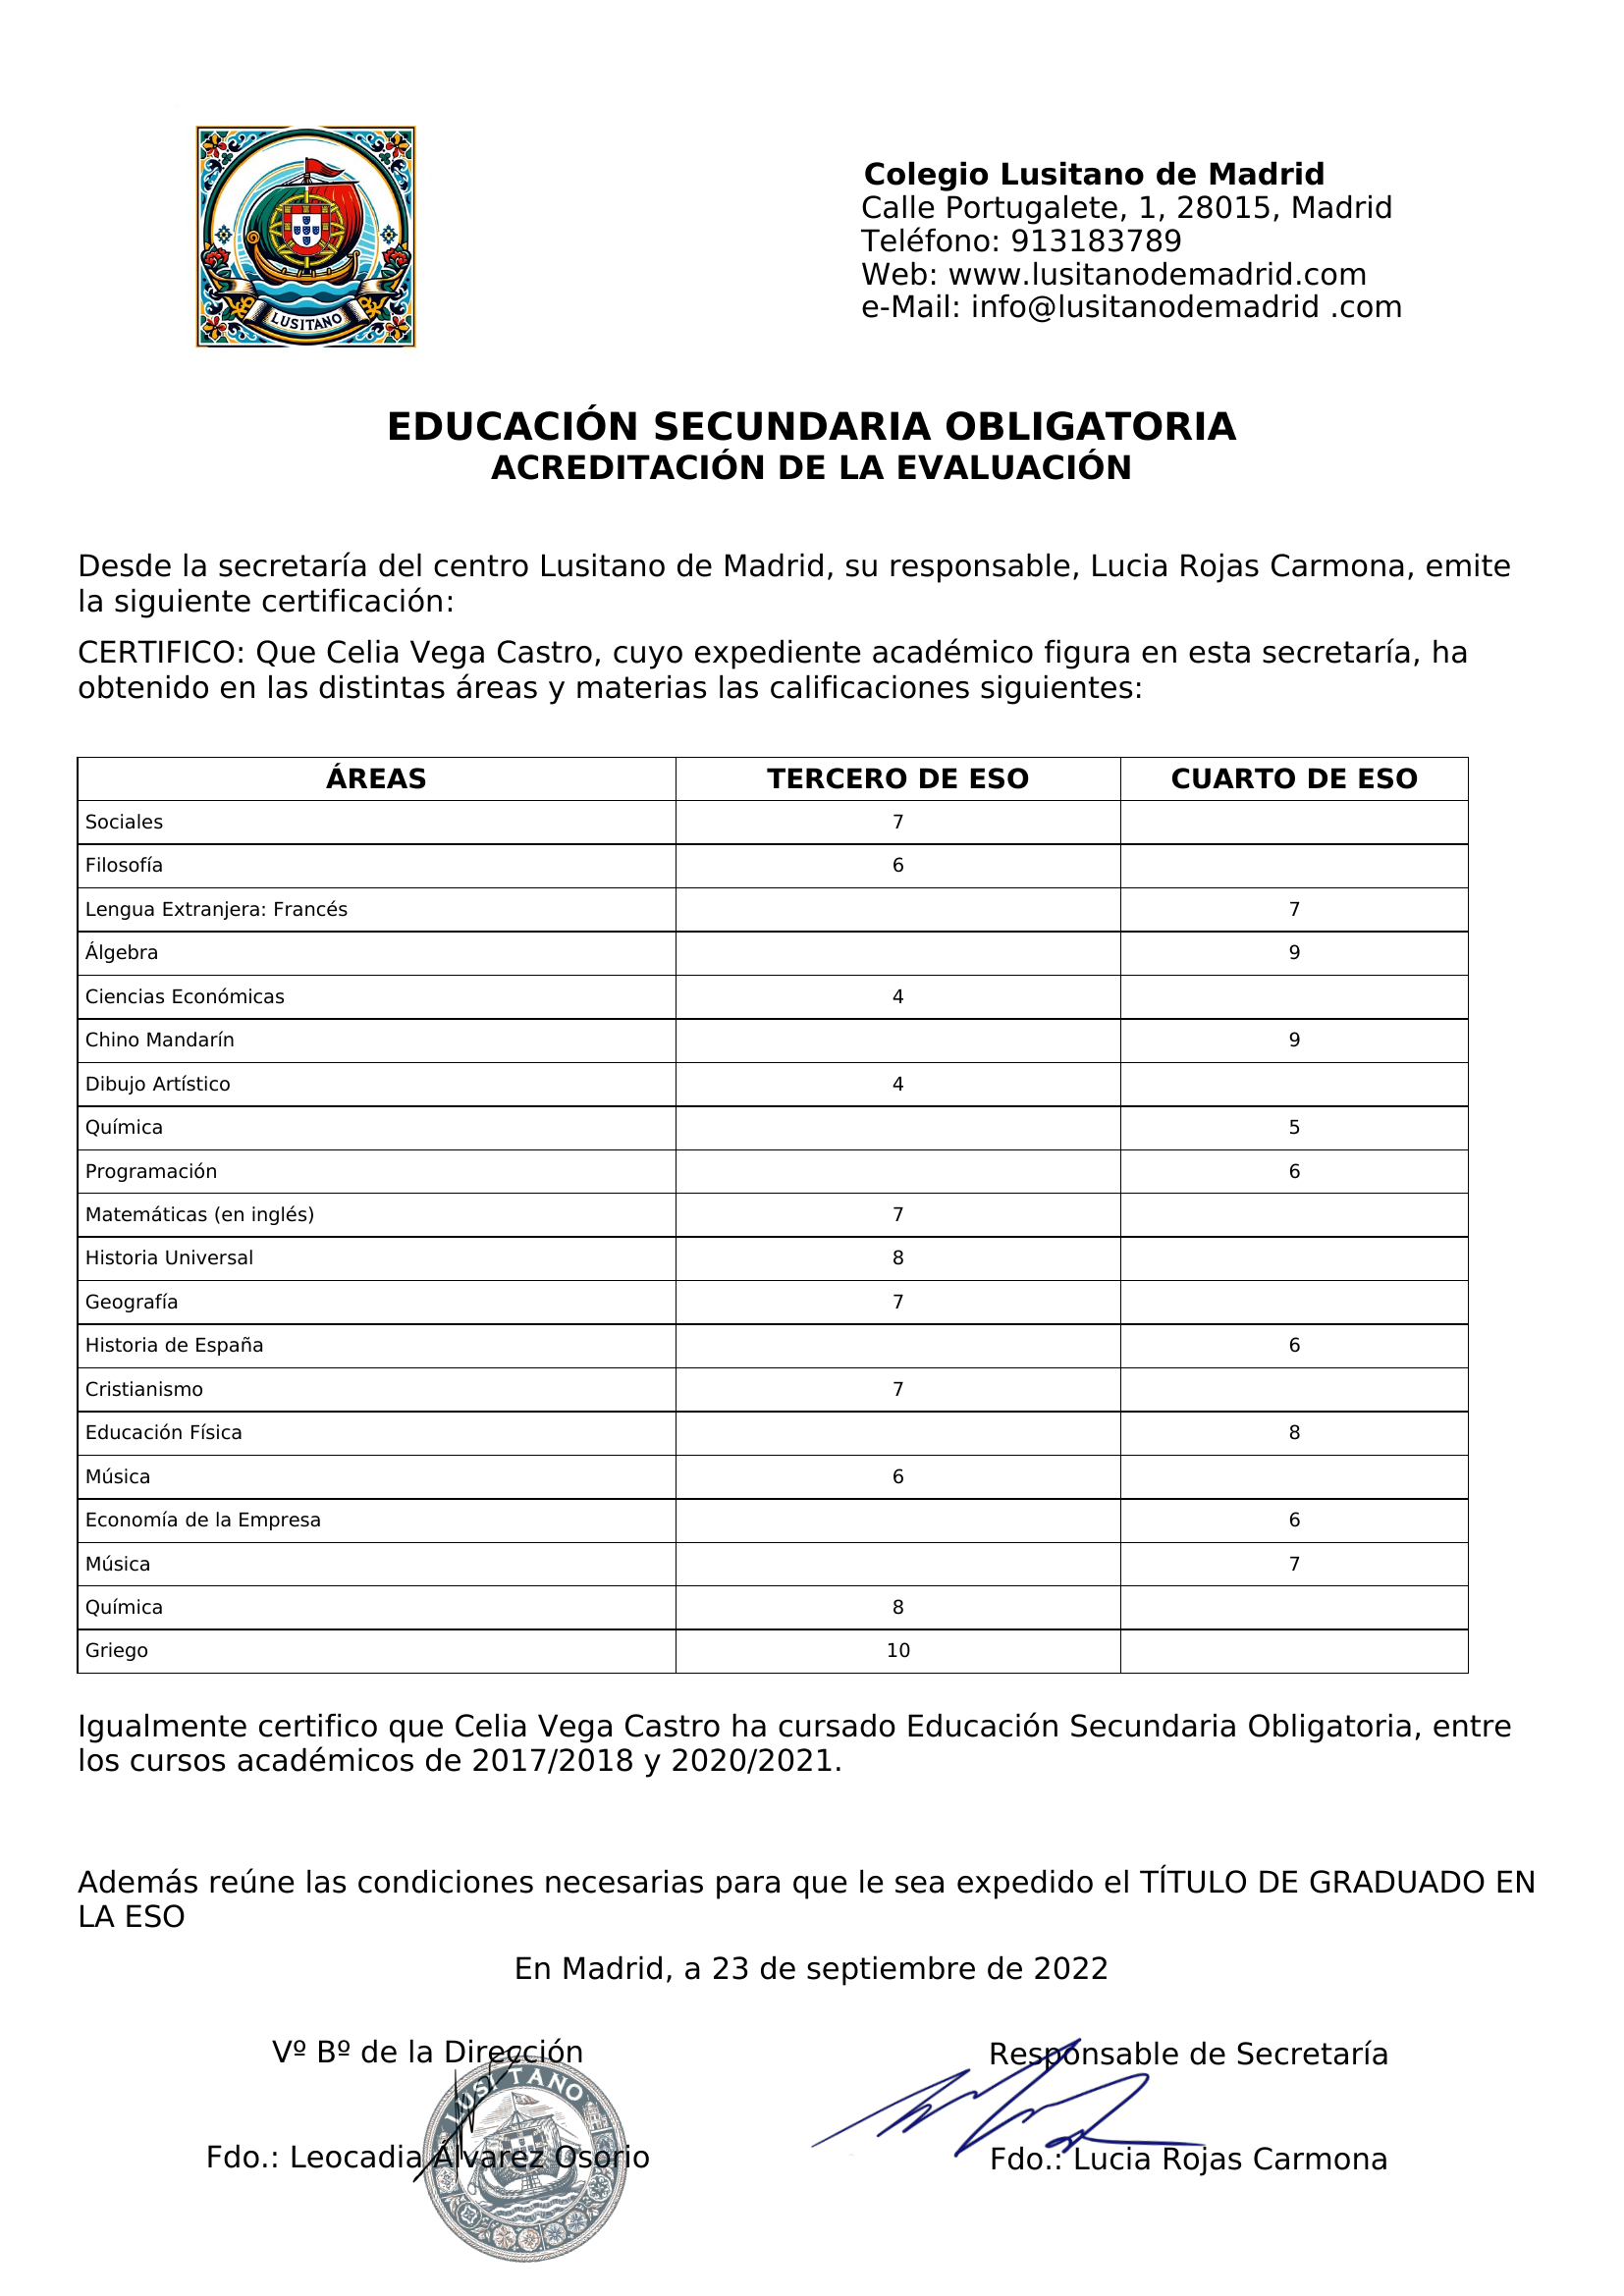 LUSITANO
Colegio Lusitano de Madrid
Calle Portugalete, 1, 28015, Madrid
Teléfono: 913183789
Web: www.lusitanodemadrid.com
e-Mail: info@lusitanodemadrid .com
EDUCACIÓN SECUNDARIA OBLIGATORIA
ACREDITACIÓN DE LA EVALUACIÓN
Desde la secretaría del centro Lusitano de Madrid, su responsable, Lucia Rojas Carmona, emite
la siguiente certificación:
CERTIFICO: Que Celia Vega Castro, cuyo expediente académico figura en esta secretaría, ha
obtenido en las distintas áreas y materias las calificaciones siguientes:
ÁREAS TERCERO DE ESO CUARTO DE ESO
Sociales 7
Filosofía 6
Lengua Extranjera: Francés 7
Álgebra 9
Ciencias Económicas 4
Chino Mandarín 9
Dibujo Artístico 4
Química 5
Programación 6
Matemáticas (en inglés) 7
Historia Universal 8
Geografía 7
Historia de España 6
Cristianismo 7
Educación Física 8
Música 6
Economía de la Empresa 6
Música 7
Química 8
Griego 10
Igualmente certifico que Celia Vega Castro ha cursado Educación Secundaria Obligatoria, entre
los cursos académicos de 2017/2018 y 2020/2021.
Además reúne las condiciones necesarias para que le sea expedido el TÍTULO DE GRADUADO EN
LA ESO
En Madrid, a 23 de septiembre de 2022
Vº Bº de la Dirección Responsable de Secretaría
LUSITANO
Fdo.: Leocadia Álvarez Osorio Fdo.: Lucia Rojas Carmona